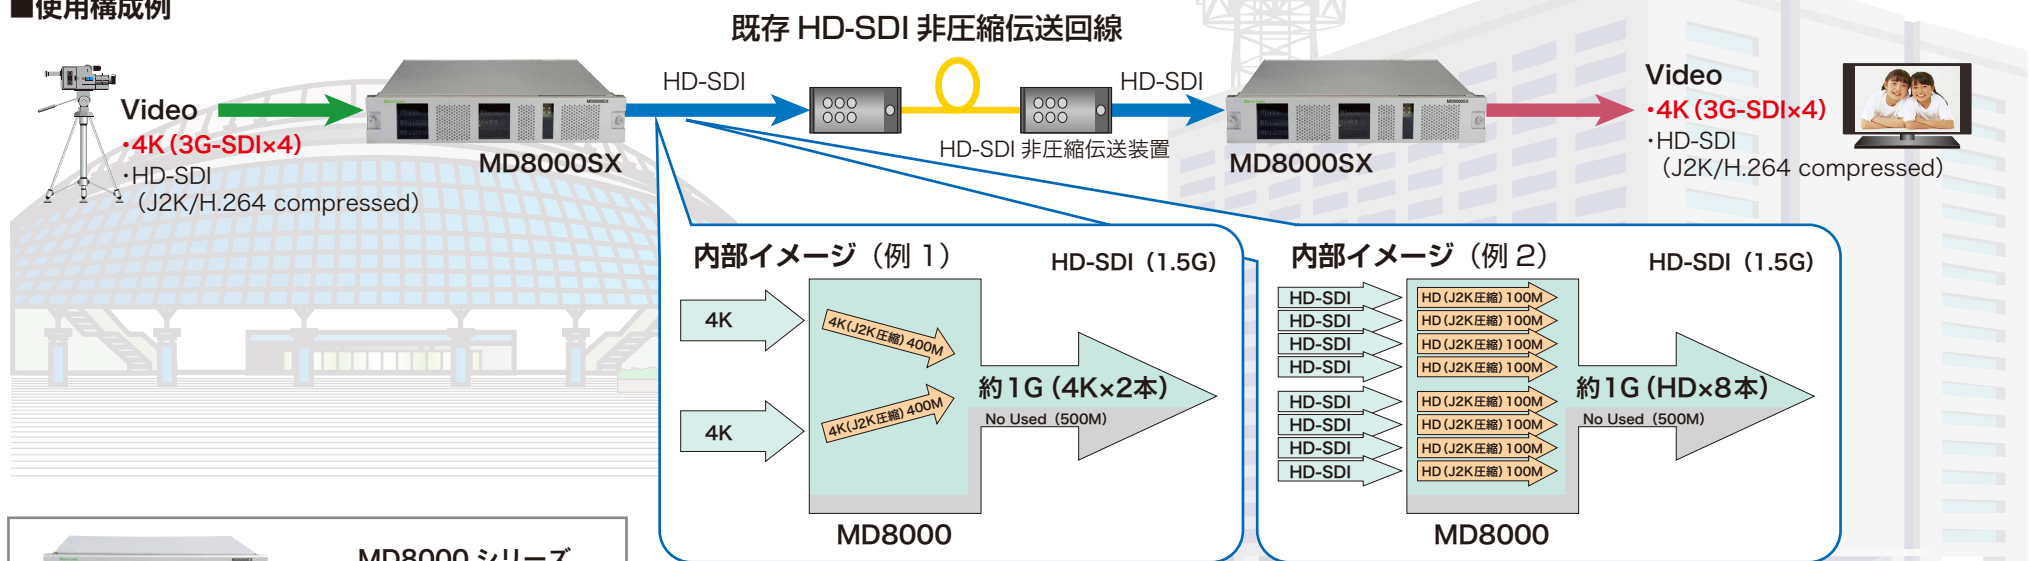 ■使用構成例
既存 HD-SDI 非圧縮伝送回線
Video
・4K(3G-SDI×4)
・HD-SDI
(J2K/H.264 compressed)
MD8000SX
HD-SDI
HD-SDI
HD-SDI 非圧縮伝送装置
MD8000SX
Video
・4K(3G-SDI×4)
・HD-SDI
(J2K/H.264 compressed)
内部イメージ(例 1)
HD-SDI(1.5G)
4K
4K(J2K圧縮)400M
4K
4K(J2K圧縮)400M
約1G(4K×2本)
No Used(500M)
MD8000
内部イメージ(例 2)
HD-SDI(1.5G)
HD-SDI HD(J2K圧縮)100M
HD-SDI HD(J2K圧縮)100M
HD-SDI HD(J2K圧縮)100M
HD-SDI HD(J2K圧縮)100M
HD-SDI HD(J2K圧縮)100M
HD-SDI HD(J2K圧縮)100M
HD-SDI HD(J2K圧縮)100M
HD-SDI HD(J2K圧縮)100M
約1G(HD×8本)
No Used(500M)
MD8000
MD8000 シリーズ